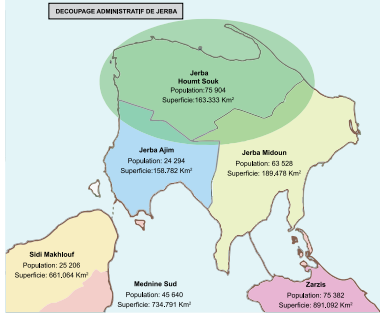 DECOUPAGE ADMINISTRATIF DE JERBA
Jerba
Houmt Souk
Population:75 904
Superficie:163.333 Km²
Jerba Ajim
Population: 24 294
Superficie:158.782 Km²
Jerba Midoun
Population: 63 528
Superficie:189,478 Km²
Sidi Makhlouf
Population: 25 206
Superficie: 661,064 Km²
Mednine Sud
Population: 45 640
Superficie: 734.791 Km²
Zarzis
Population: 75 382
Superficie: 891,092 Km²